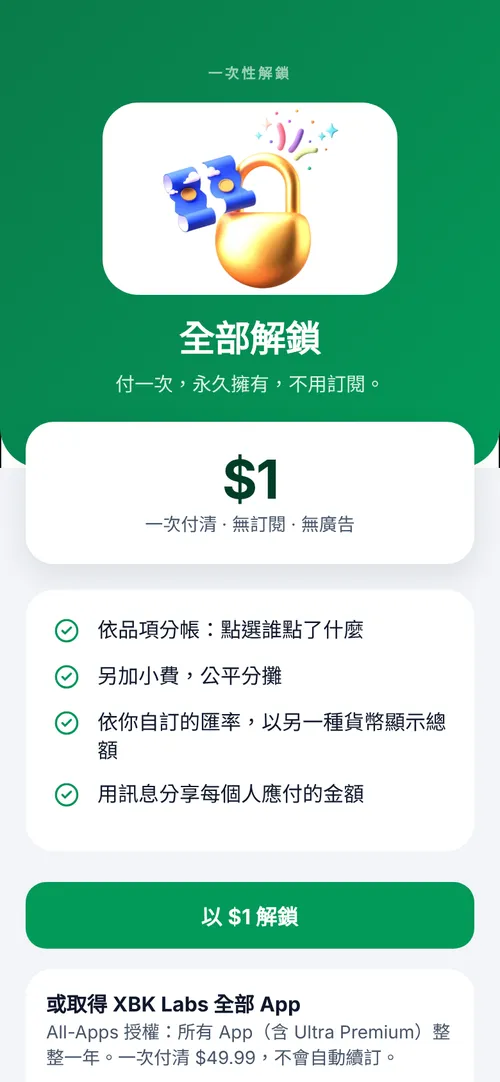 一次性解鎖
全部解鎖
付一次，永久擁有，不用訂閱。
$1
一次付清 · 無訂閱 · 無廣告
依品項分帳：點選誰點了什麼
另加小費，公平分攤
依你自訂的匯率，以另一種貨幣顯示總
額
用訊息分享每個人應付的金額
以 $1 解鎖
或取得 XBK Labs 全部 App
All-Apps 授權：所有 App（含 Ultra Premium）整
整一年。一次付清 $49.99，不會自動續訂。